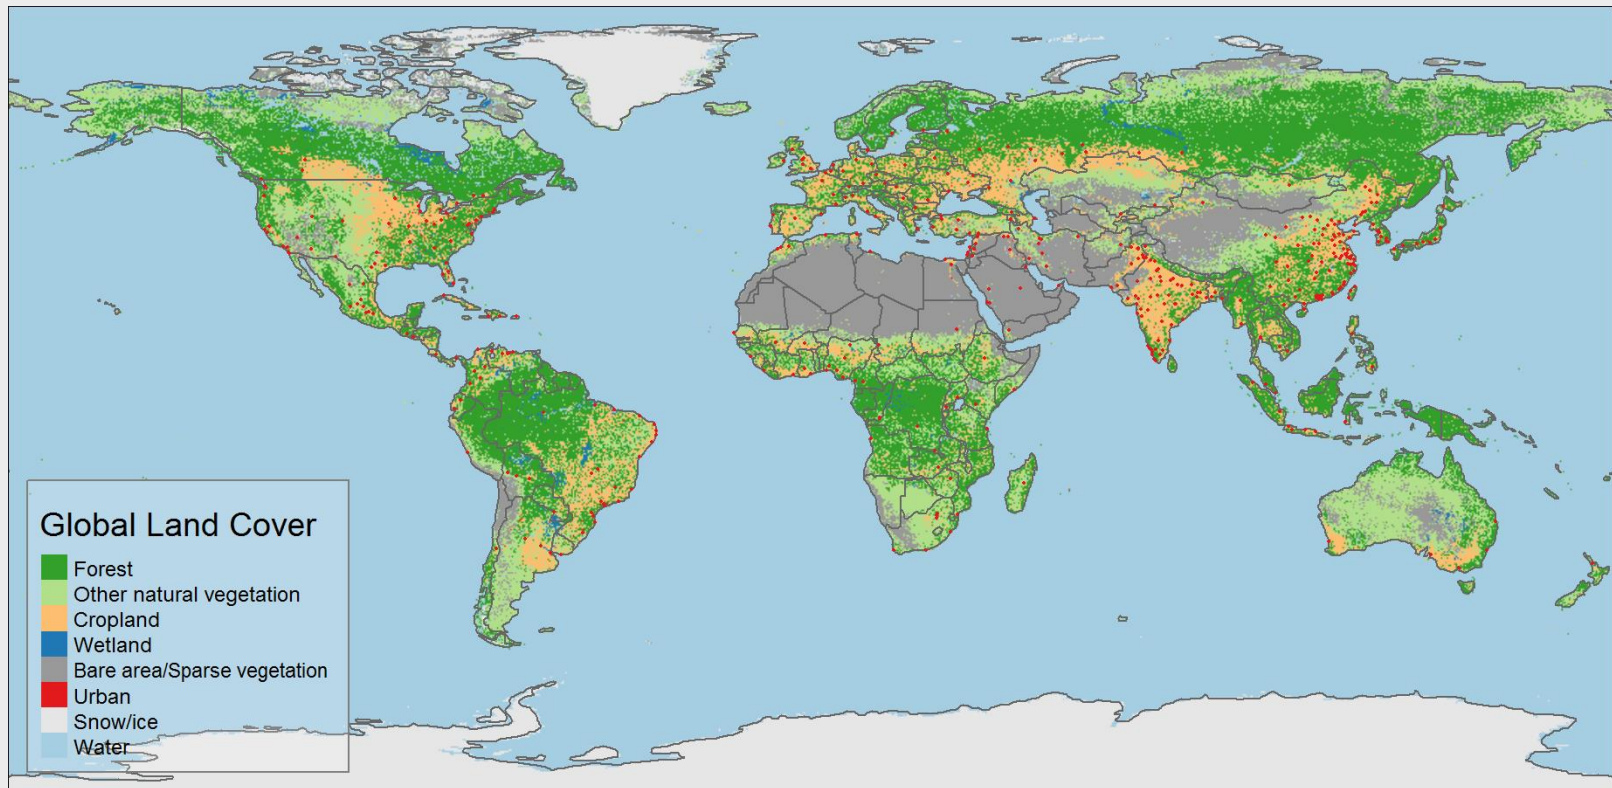 Global Land Cover
Forest
Other natural vegetation
Cropland
Wetland
Bare area/Sparse vegetation
Urban
Snow/ice
Water